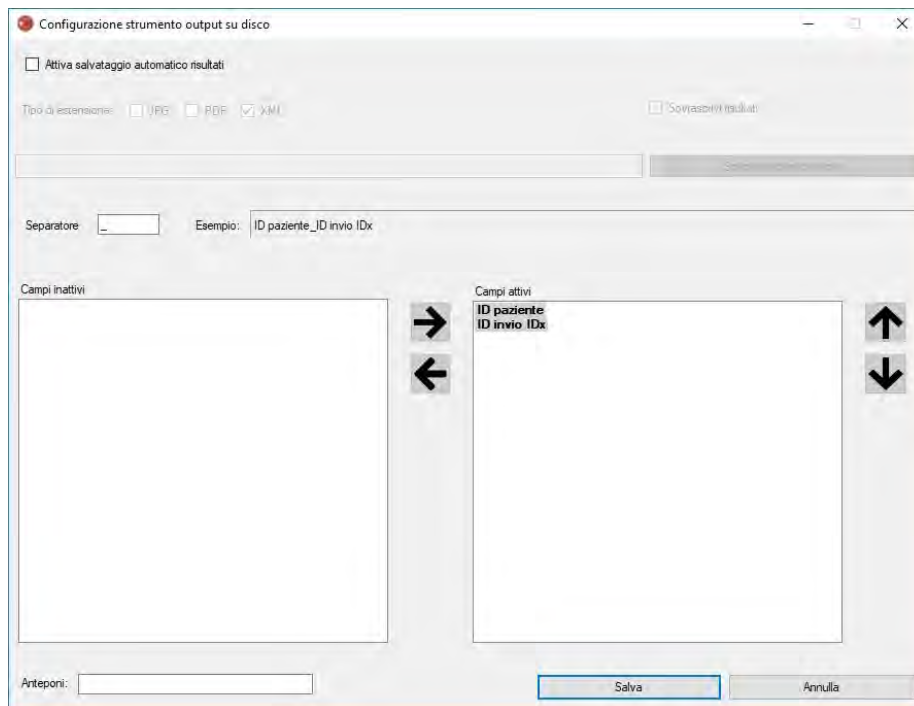 Configurazione strumento output su disco
Attiva salvataggio automatico risultati
Tipo di estensione: JPG PDF XML Sovrascrivi risultati
Separatore _ Esempio: ID paziente_ID invio IDx
Campi inattivi Campi attivi
ID paziente
ID invio IDx
Anteponi: Salva Annulla